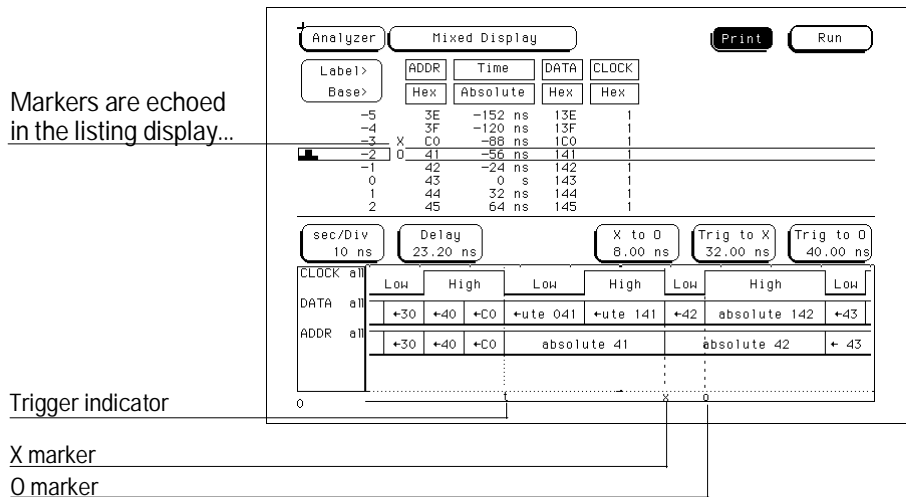 Analyzer Mixed Display Print Run
Label> ADDR Time DATA CLOCK
Base> Hex Absolute Hex Hex
Markers are echoed
in the listing display...
-5 3E -152 ns 13E 1
-4 3F -120 ns 13F 1
-3 X C0 -88 ns 1C0 1
-2 O 41 -56 ns 141 1
-1 42 -24 ns 142 1
0 43 0 s 143 1
1 44 32 ns 144 1
2 45 64 ns 145 1
sec/Div Delay X to O Trig to X Trig to O
10 ns 23.20 ns 8.00 ns 32.00 ns 40.00 ns
CLOCK all Low High Low High Low High Low
DATA all ←30 ←40 ←C0 ←ute 041 ←ute 141 ←42 absolute 142 ←43
ADDR all ←30 ←40 ←C0 absolute 41 absolute 42 ← 43
0 t X O
Trigger indicator
X marker
O marker